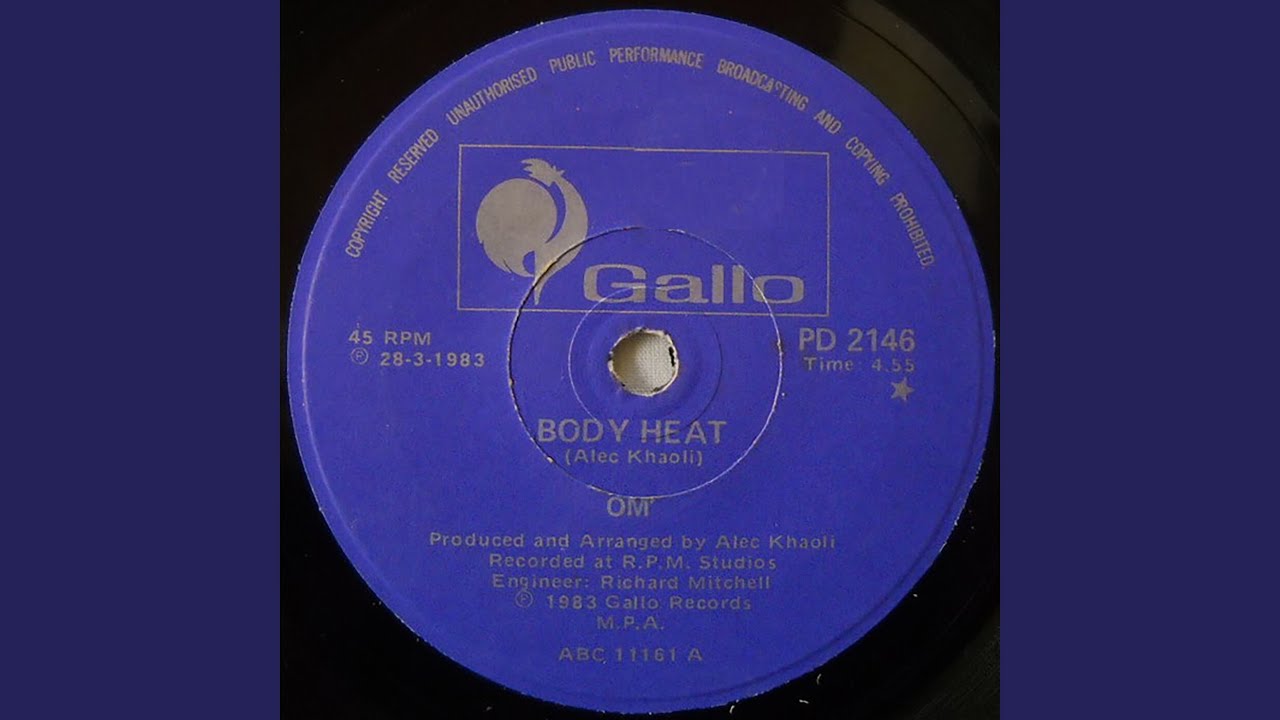 COPYRIGHT RESERVED UNAUTHORISED PUBLIC PERFORMANCE BROADCASTING AND COPYING PROHIBITED.
Gallo
45 RPM
℗ 28-3-1983
PD 2146
Time: 4.55
BODY HEAT
(Alec Khaoli)
OM'
Produced and Arranged by Alec Khaoli
Recorded at R.P.M. Studios
Engineer: Richard Mitchell
℗ 1983 Gallo Records
M.P.A.
ABC 11161 A